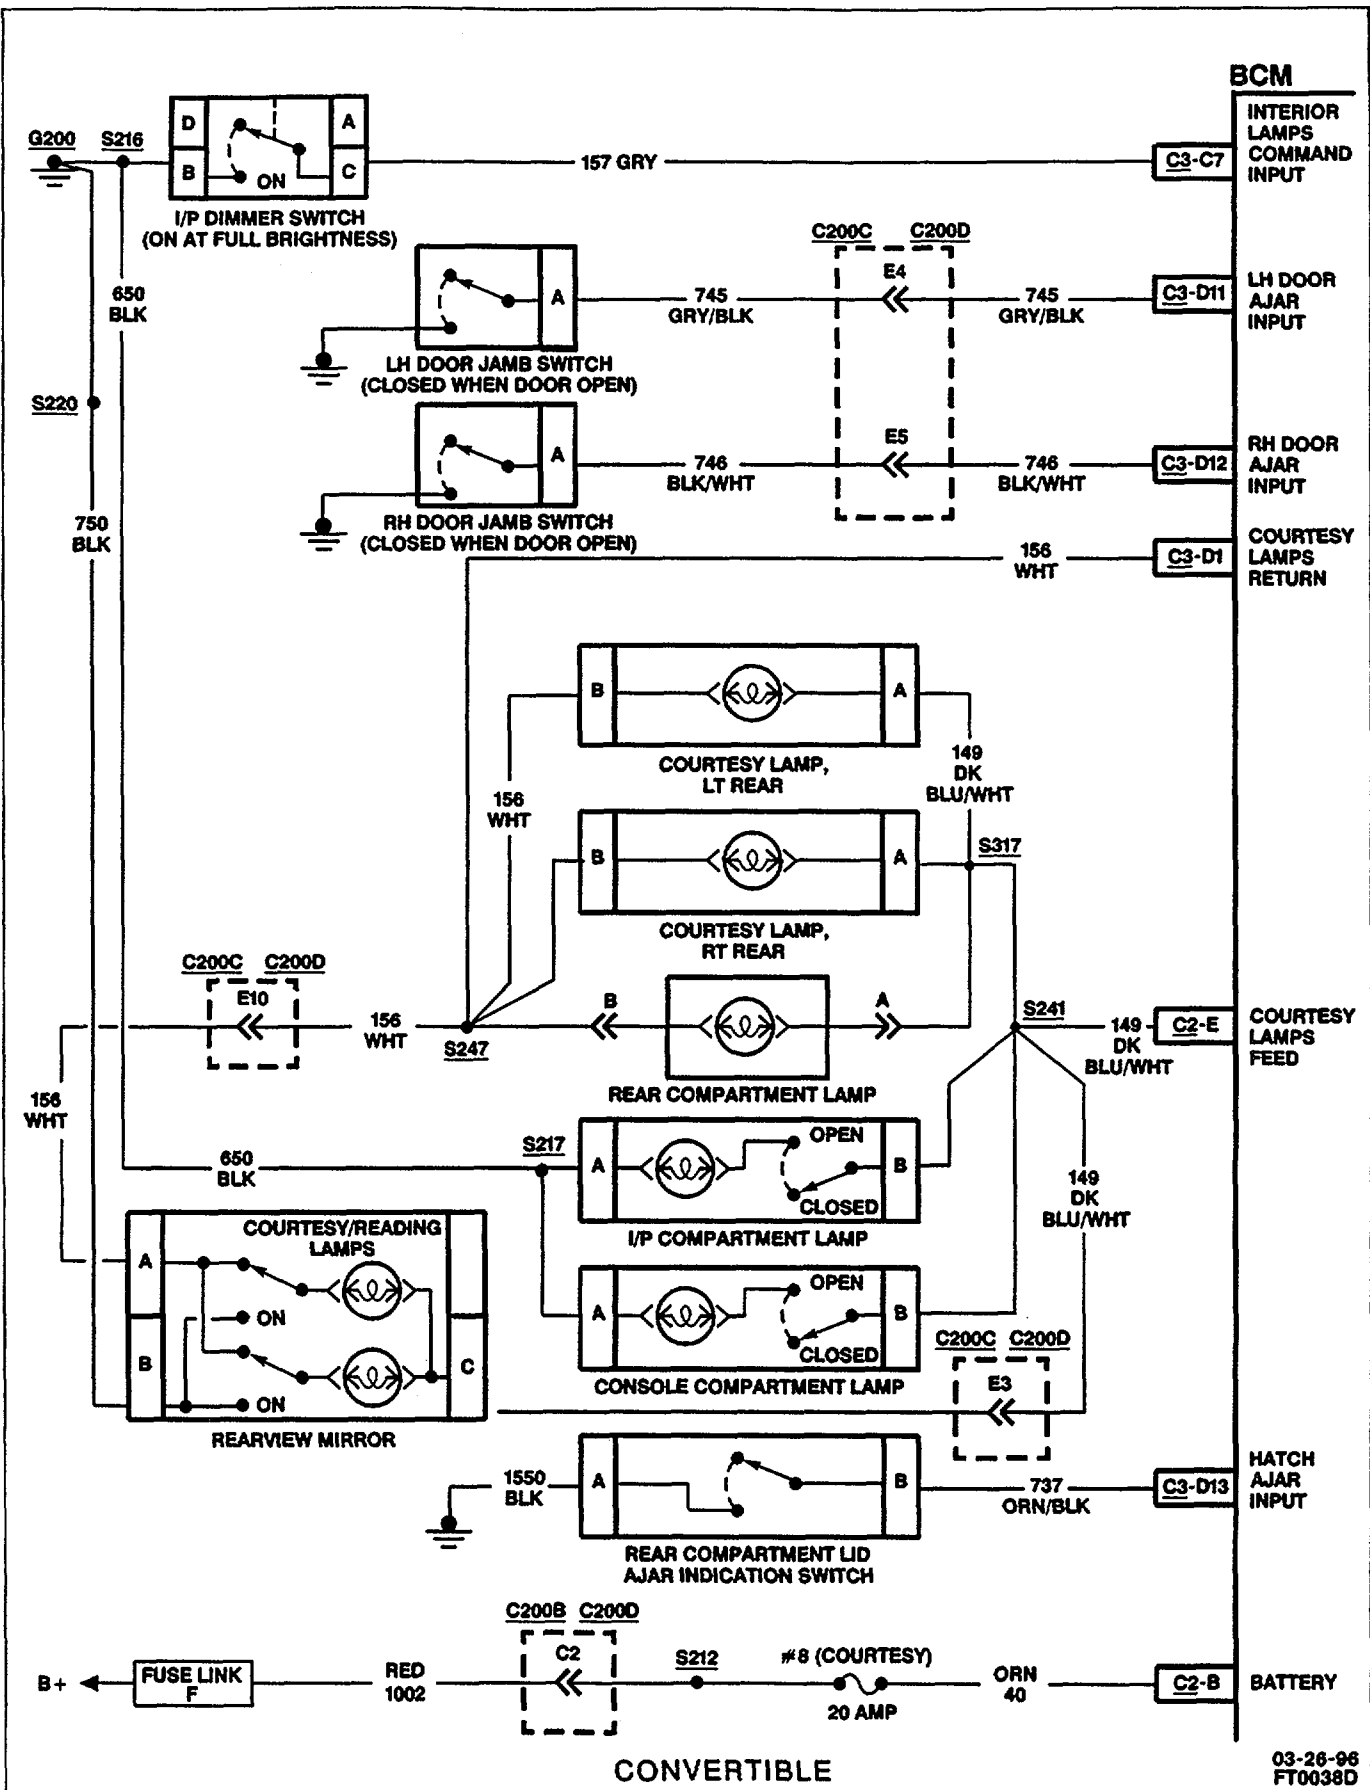 BCM
INTERIOR
LAMPS
COMMAND
INPUT
D
A
B
C
ON
G200
S216
157 GRY
C3-C7
I/P DIMMER SWITCH
(ON AT FULL BRIGHTNESS)
C200C C200D
650
BLK
A
745
GRY/BLK
E4
745
GRY/BLK
C3-D11
LH DOOR
AJAR
INPUT
LH DOOR JAMB SWITCH
(CLOSED WHEN DOOR OPEN)
S220
A
746
BLK/WHT
E5
746
BLK/WHT
C3-D12
RH DOOR
AJAR
INPUT
750
BLK
RH DOOR JAMB SWITCH
(CLOSED WHEN DOOR OPEN)
156
WHT
C3-D1
COURTESY
LAMPS
RETURN
B
A
COURTESY LAMP,
LT REAR
156
WHT
149
DK
BLU/WHT
B
A
S317
COURTESY LAMP,
RT REAR
C200C C200D
E10
156
WHT
S247
B
A
S241
149
DK
BLU/WHT
C2-E
COURTESY
LAMPS
FEED
REAR COMPARTMENT LAMP
156
WHT
650
BLK
S217
A
OPEN
CLOSED
B
I/P COMPARTMENT LAMP
149
DK
BLU/WHT
COURTESY/READING
LAMPS
A
ON
B
C
ON
REARVIEW MIRROR
A
OPEN
CLOSED
B
CONSOLE COMPARTMENT LAMP
C200C C200D
E3
1550
BLK
A
B
737
ORN/BLK
C3-D13
HATCH
AJAR
INPUT
REAR COMPARTMENT LID
AJAR INDICATION SWITCH
C200B C200D
B+
FUSE LINK
F
RED
1002
C2
S212
#8 (COURTESY)
20 AMP
ORN
40
C2-B
BATTERY
CONVERTIBLE
03-26-96
FT0038D